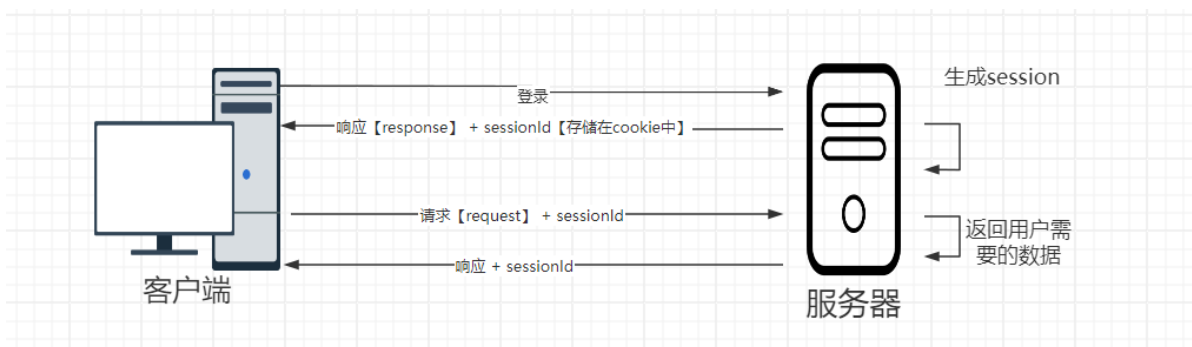 生成session
登录
响应【response】 + sessionId【存储在cookie中】
请求【request】 + sessionId
返回用户需
要的数据
响应 + sessionId
客户端
服务器